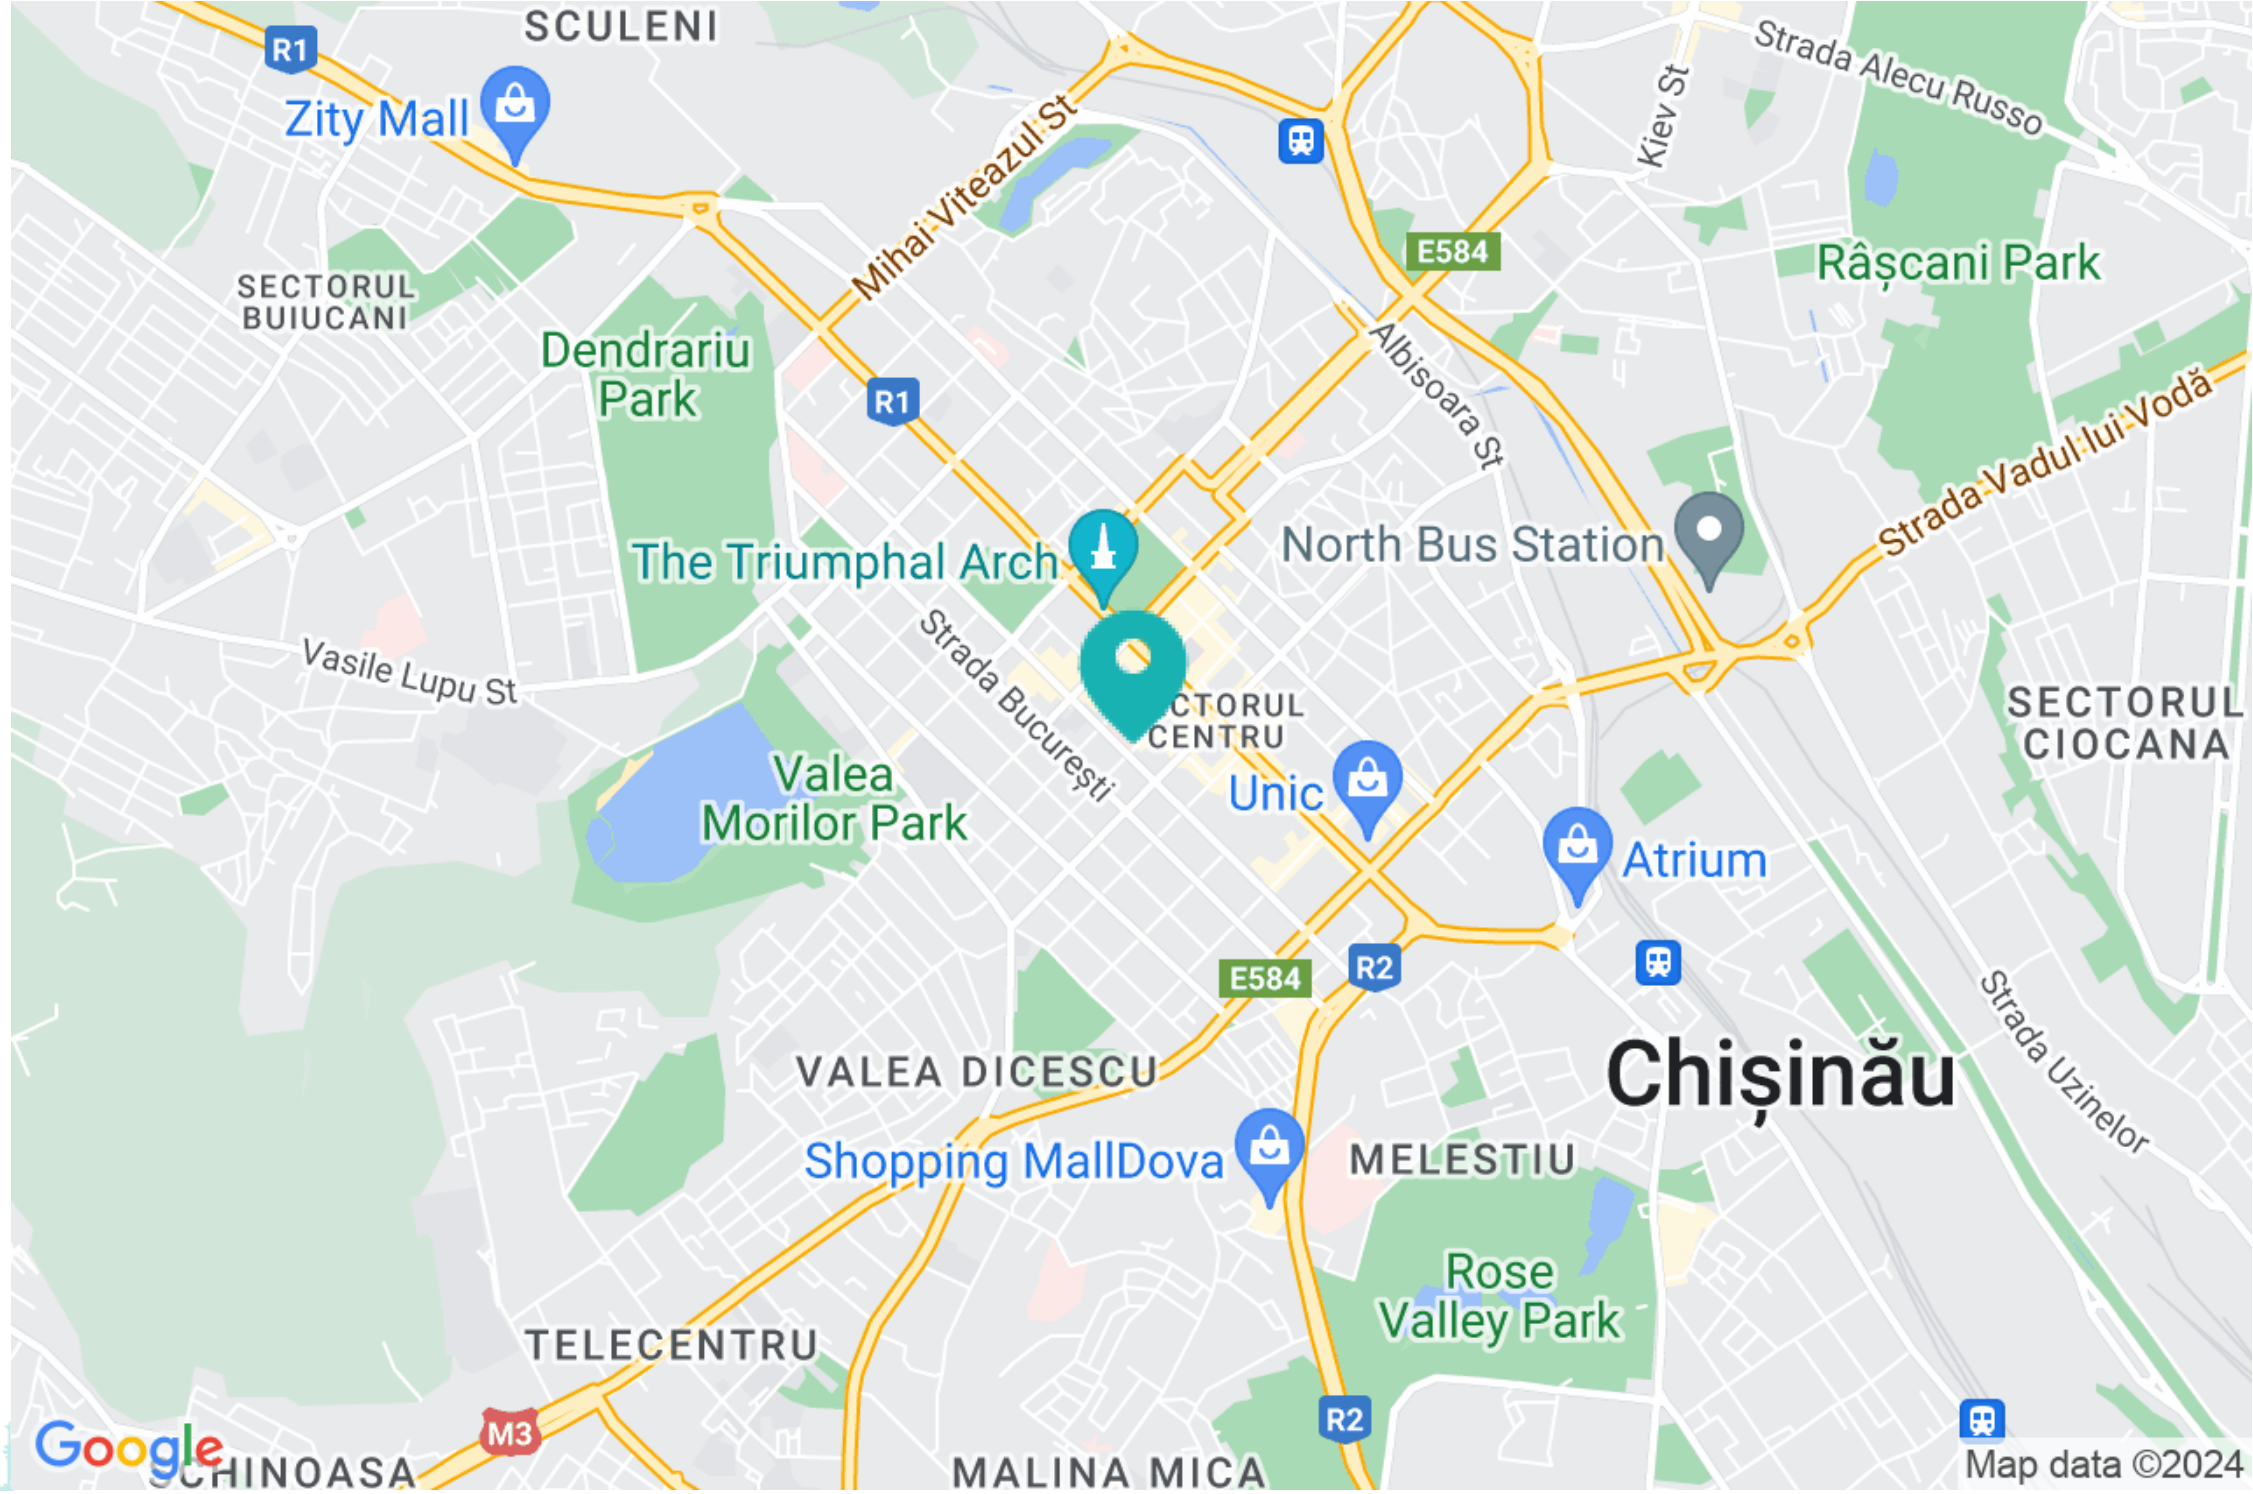 SCULENI
R1
Zity Mall
Strada Alecu Russo
Kiev St
Mihai Viteazul St
E584
Râșcani Park
SECTORUL
BUIUCANI
Dendrariu
Park
R1
Albisoara St
Strada Vadul lui Vodă
The Triumphal Arch
North Bus Station
Vasile Lupu St
Strada București
CTORUL
CENTRU
SECTORUL
CIOCANA
Valea
Morilor Park
Unic
Atrium
E584
R2
Strada Uzinelor
VALEA DICESCU
Chișinău
Shopping MallDova
MELESTIU
Rose
Valley Park
TELECENTRU
M3
R2
Google
CHINOASA
MALINA MICA
Map data ©2024